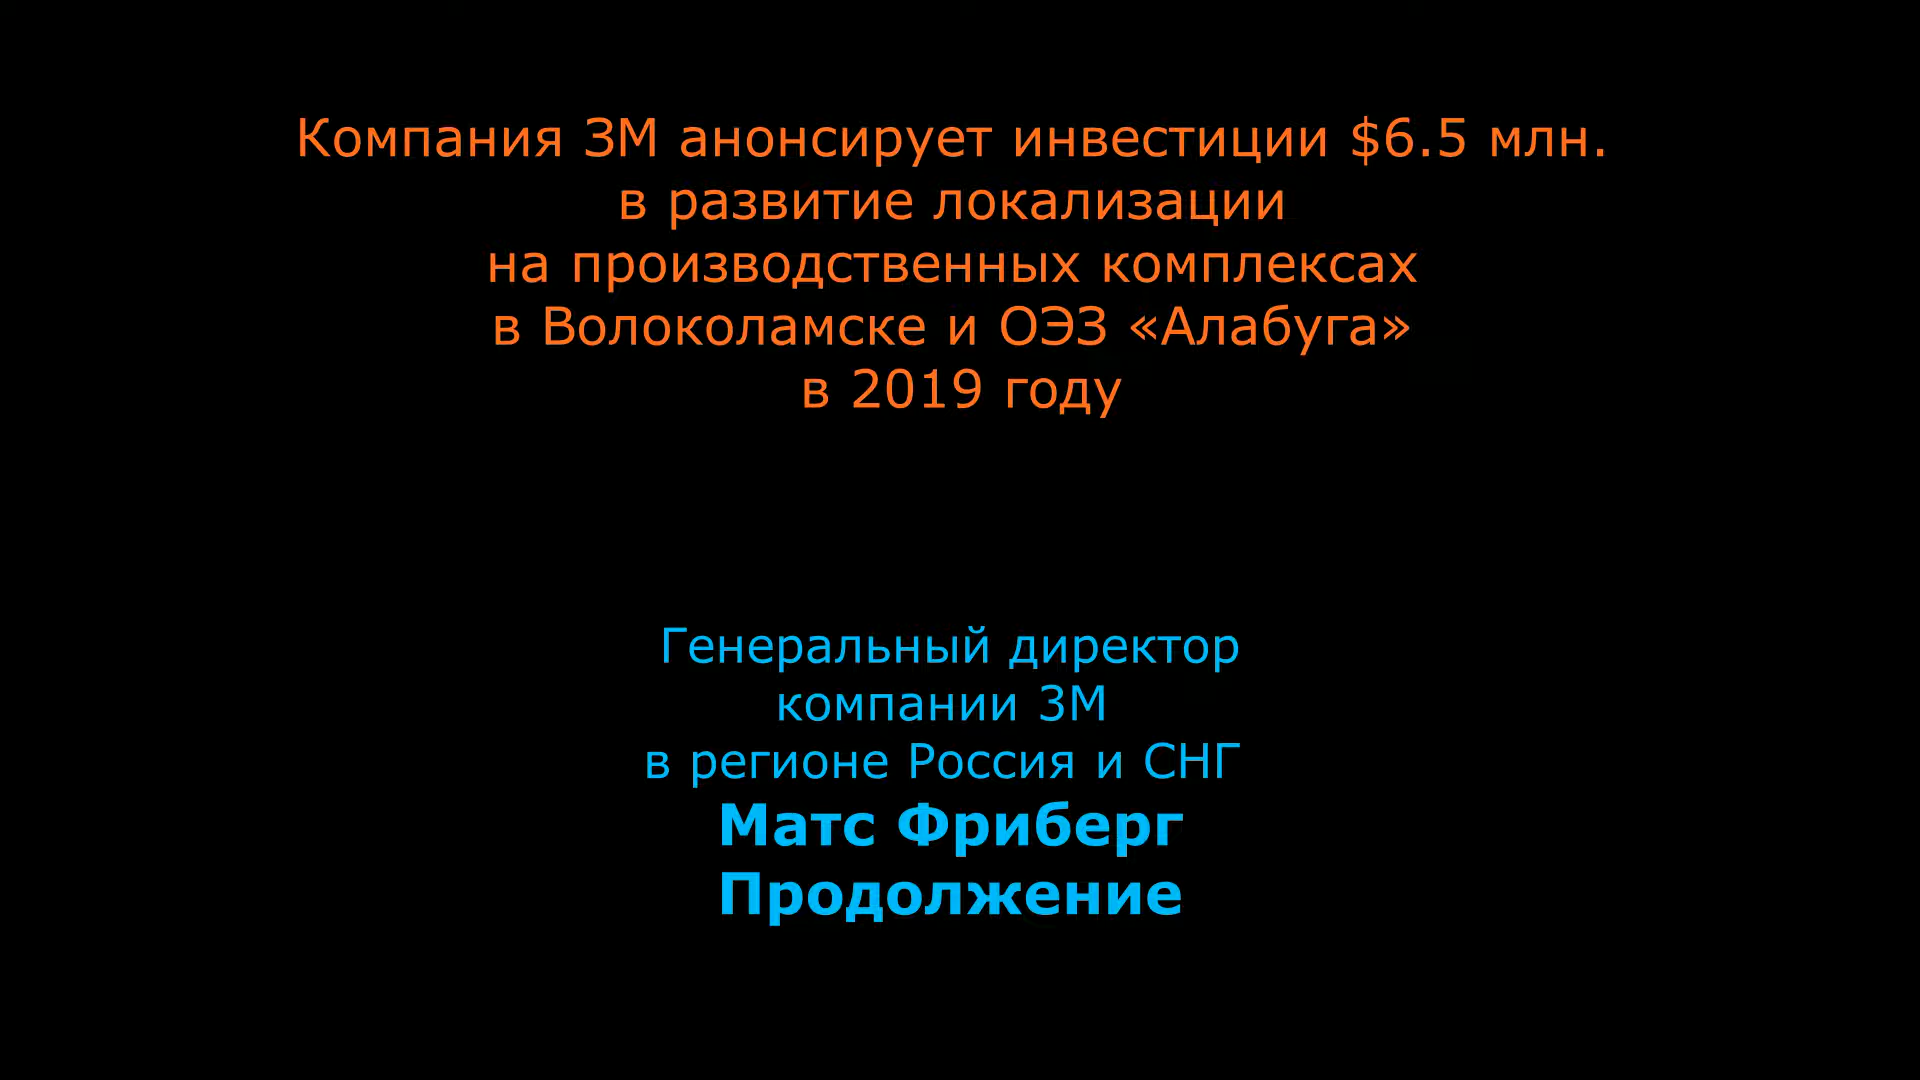 Компания 3М анонсирует инвестиции $6.5 млн.
в развитие локализации
на производственных комплексах
в Волоколамске и ОЭЗ «Алабуга»
в 2019 году
Генеральный директор
компании 3М
в регионе Россия и СНГ
Матс Фриберг
Продолжение